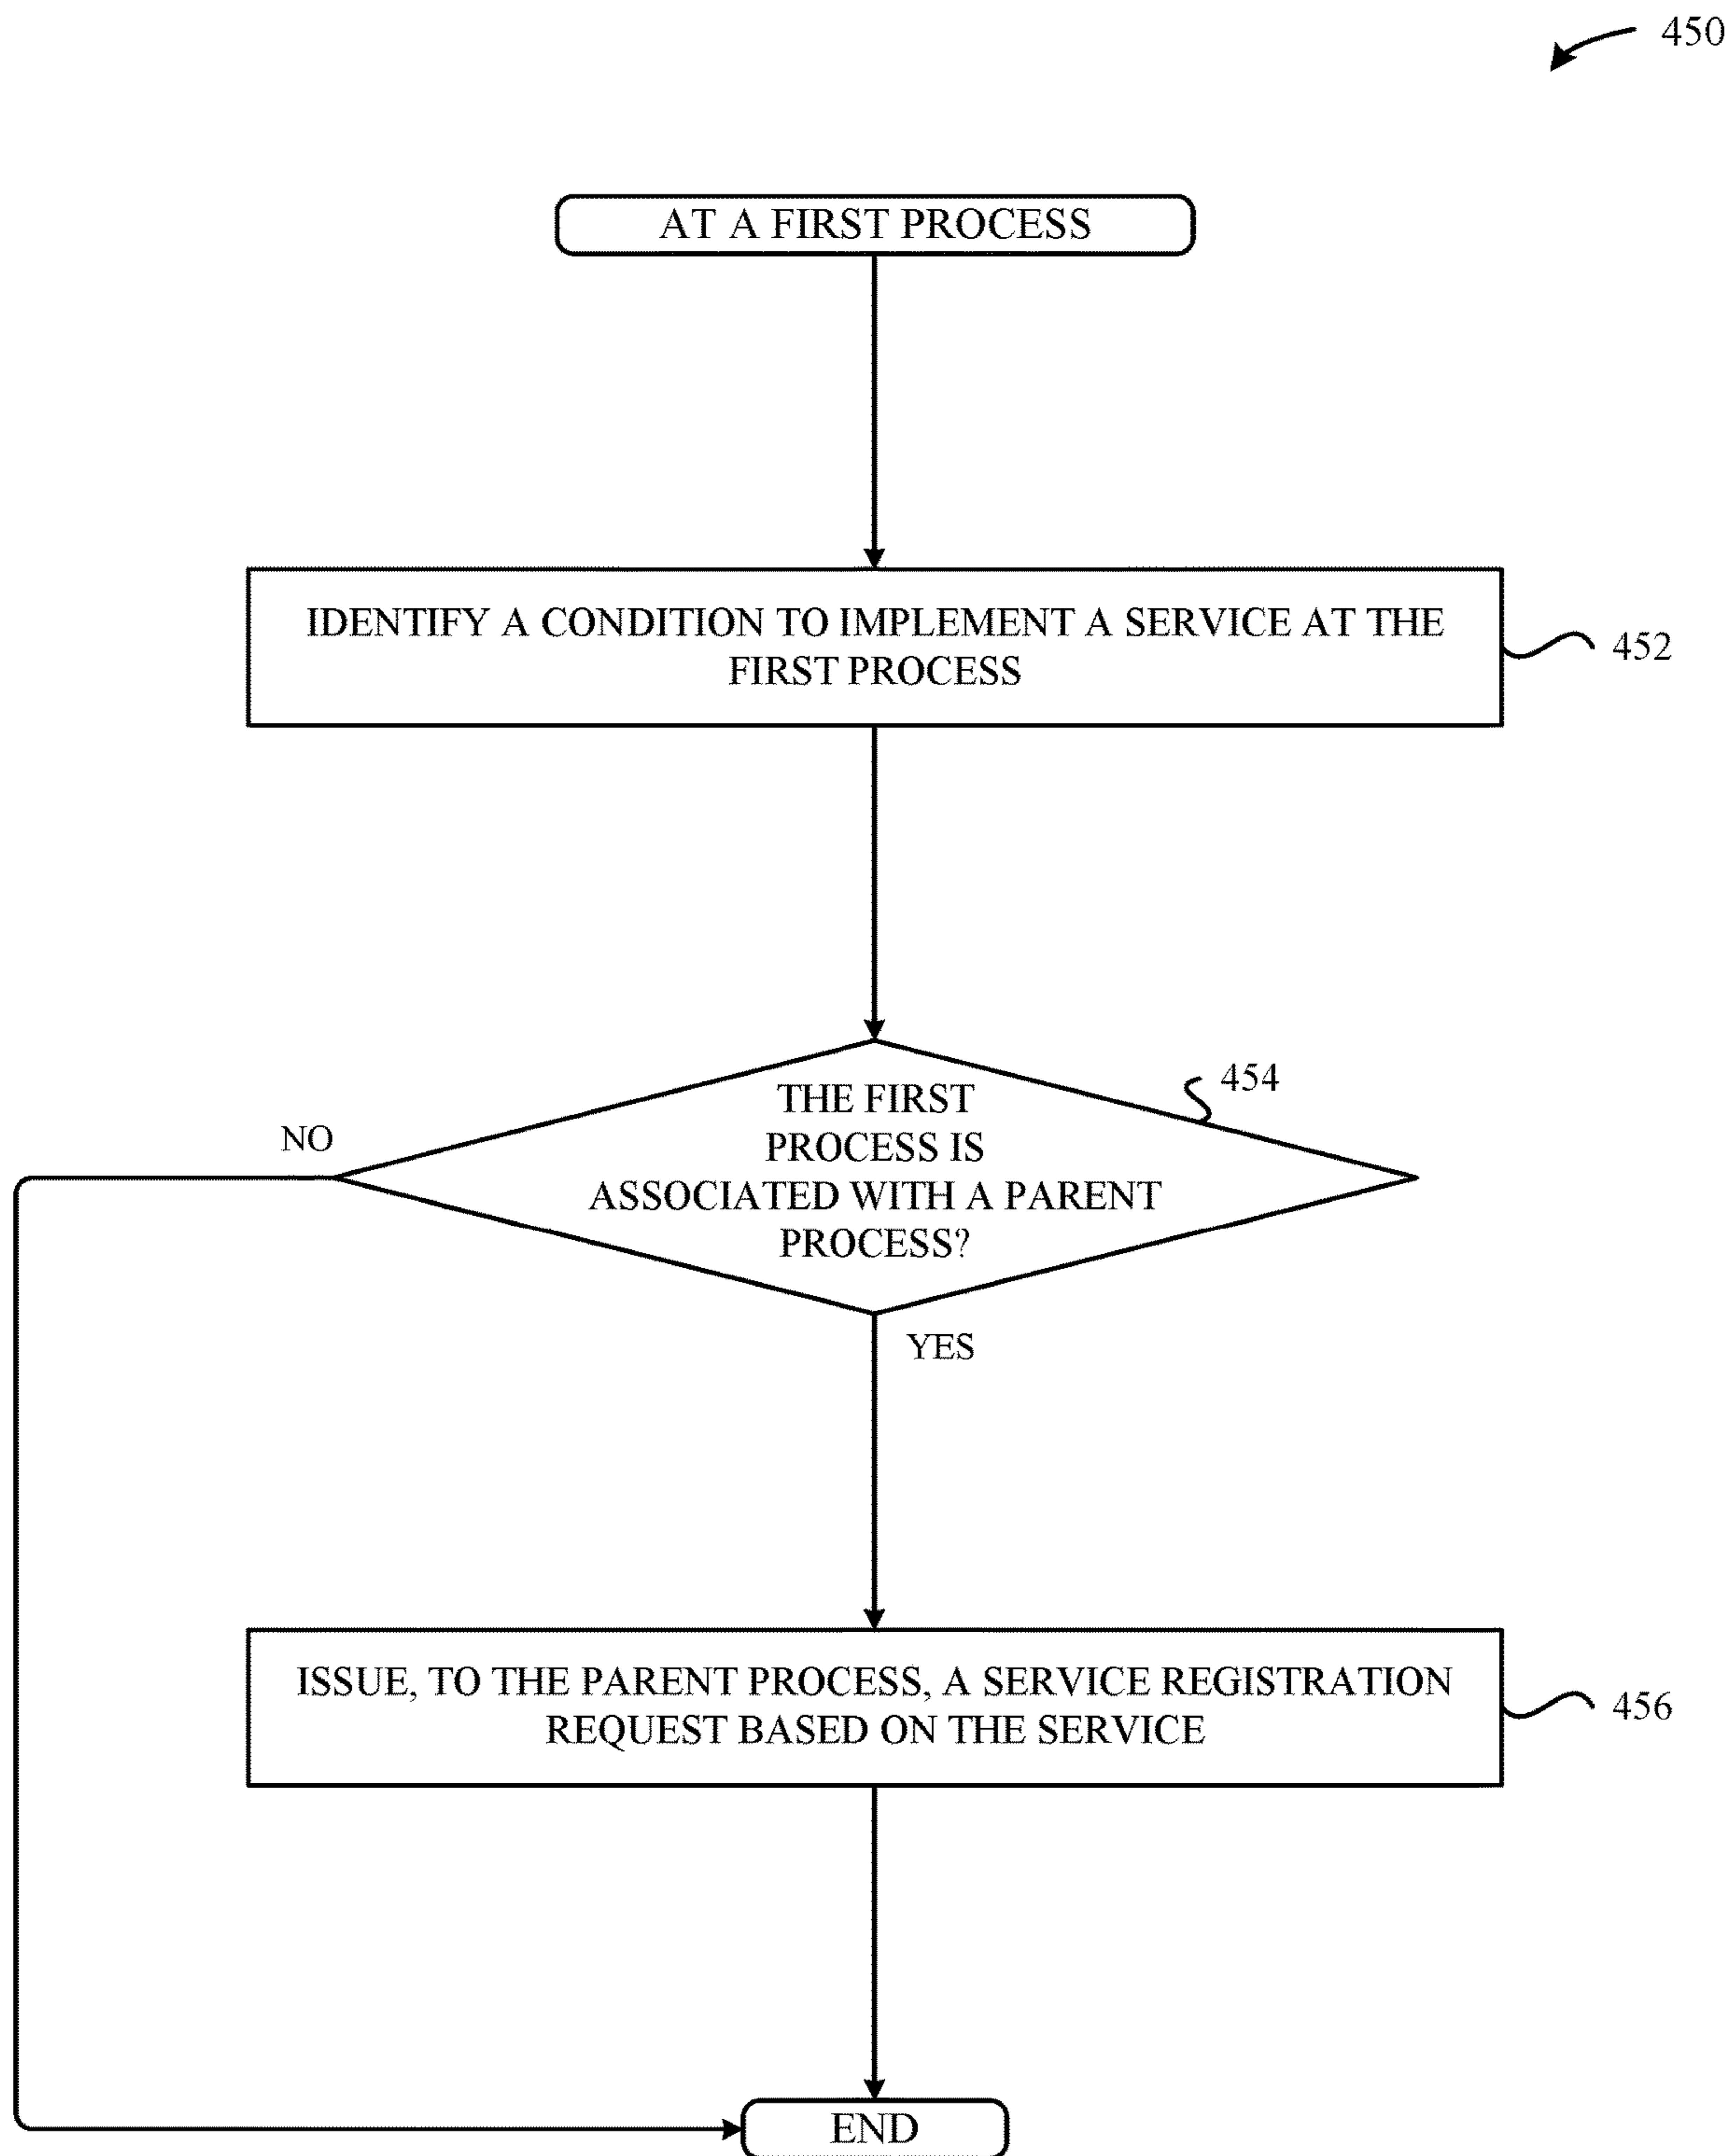 450
AT A FIRST PROCESS
IDENTIFY A CONDITION TO IMPLEMENT A SERVICE AT THE
FIRST PROCESS
452
454
THE FIRST
PROCESS IS
ASSOCIATED WITH A PARENT
PROCESS?
NO
YES
ISSUE, TO THE PARENT PROCESS, A SERVICE REGISTRATION
REQUEST BASED ON THE SERVICE
456
END